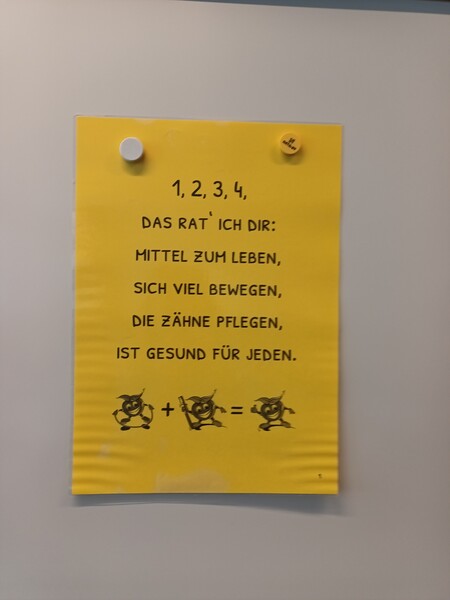 1, 2, 3, 4,
DAS RAT' ICH DIR:
MITTEL ZUM LEBEN,
SICH VIEL BEWEGEN,
DIE ZÄHNE PFLEGEN,
IST GESUND FÜR JEDEN.
+ =